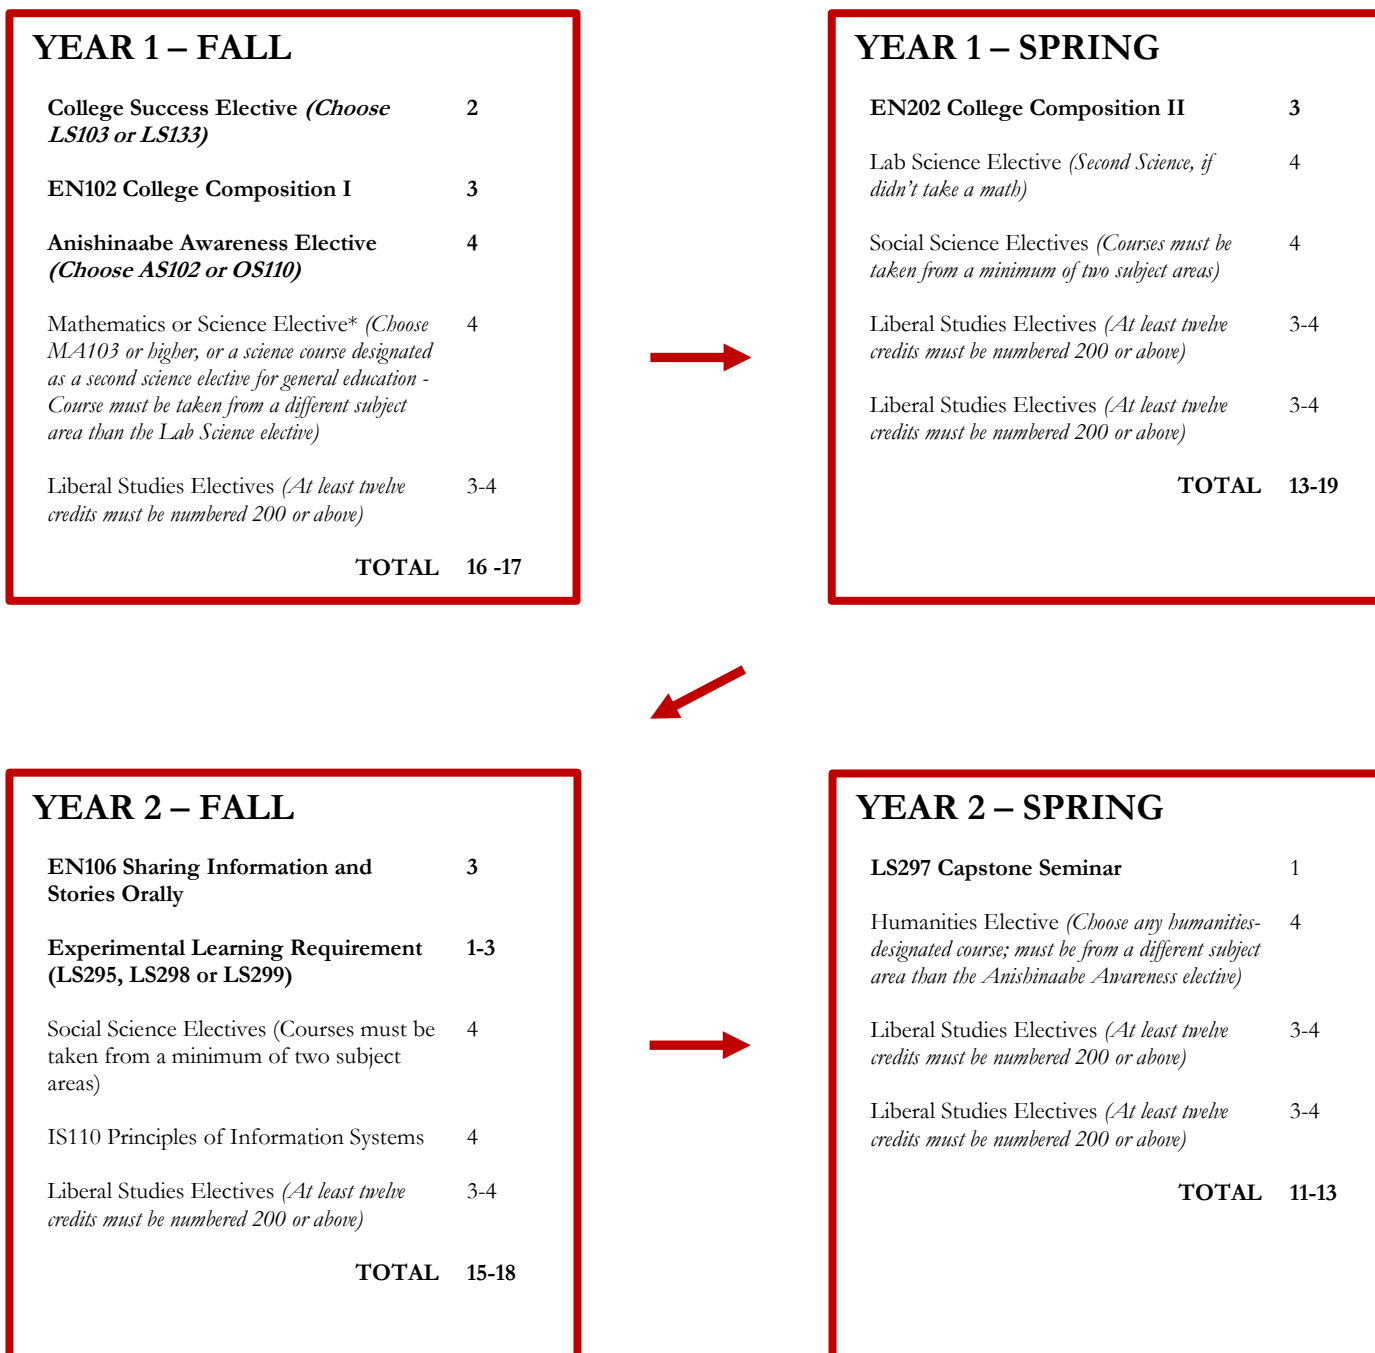 YEAR 1 – FALL
College Success Elective (Choose 2
LS103 or LS133)
EN102 College Composition I 3
Anishinaabe Awareness Elective 4
(Choose AS102 or OS110)
Mathematics or Science Elective* (Choose 4
MA103 or higher, or a science course designated
as a second science elective for general education -
Course must be taken from a different subject
area than the Lab Science elective)
Liberal Studies Electives (At least twelve 3-4
credits must be numbered 200 or above)
TOTAL 16 -17
YEAR 1 – SPRING
EN202 College Composition II 3
Lab Science Elective (Second Science, if 4
didn't take a math)
Social Science Electives (Courses must be 4
taken from a minimum of two subject areas)
Liberal Studies Electives (At least twelve 3-4
credits must be numbered 200 or above)
Liberal Studies Electives (At least twelve 3-4
credits must be numbered 200 or above)
TOTAL 13-19
YEAR 2 – FALL
EN106 Sharing Information and 3
Stories Orally
Experimental Learning Requirement 1-3
(LS295, LS298 or LS299)
Social Science Electives (Courses must be 4
taken from a minimum of two subject
areas)
IS110 Principles of Information Systems 4
Liberal Studies Electives (At least twelve 3-4
credits must be numbered 200 or above)
TOTAL 15-18
YEAR 2 – SPRING
LS297 Capstone Seminar 1
Humanities Elective (Choose any humanities- 4
designated course; must be from a different subject
area than the Anishinaabe Awareness elective)
Liberal Studies Electives (At least twelve 3-4
credits must be numbered 200 or above)
Liberal Studies Electives (At least twelve 3-4
credits must be numbered 200 or above)
TOTAL 11-13